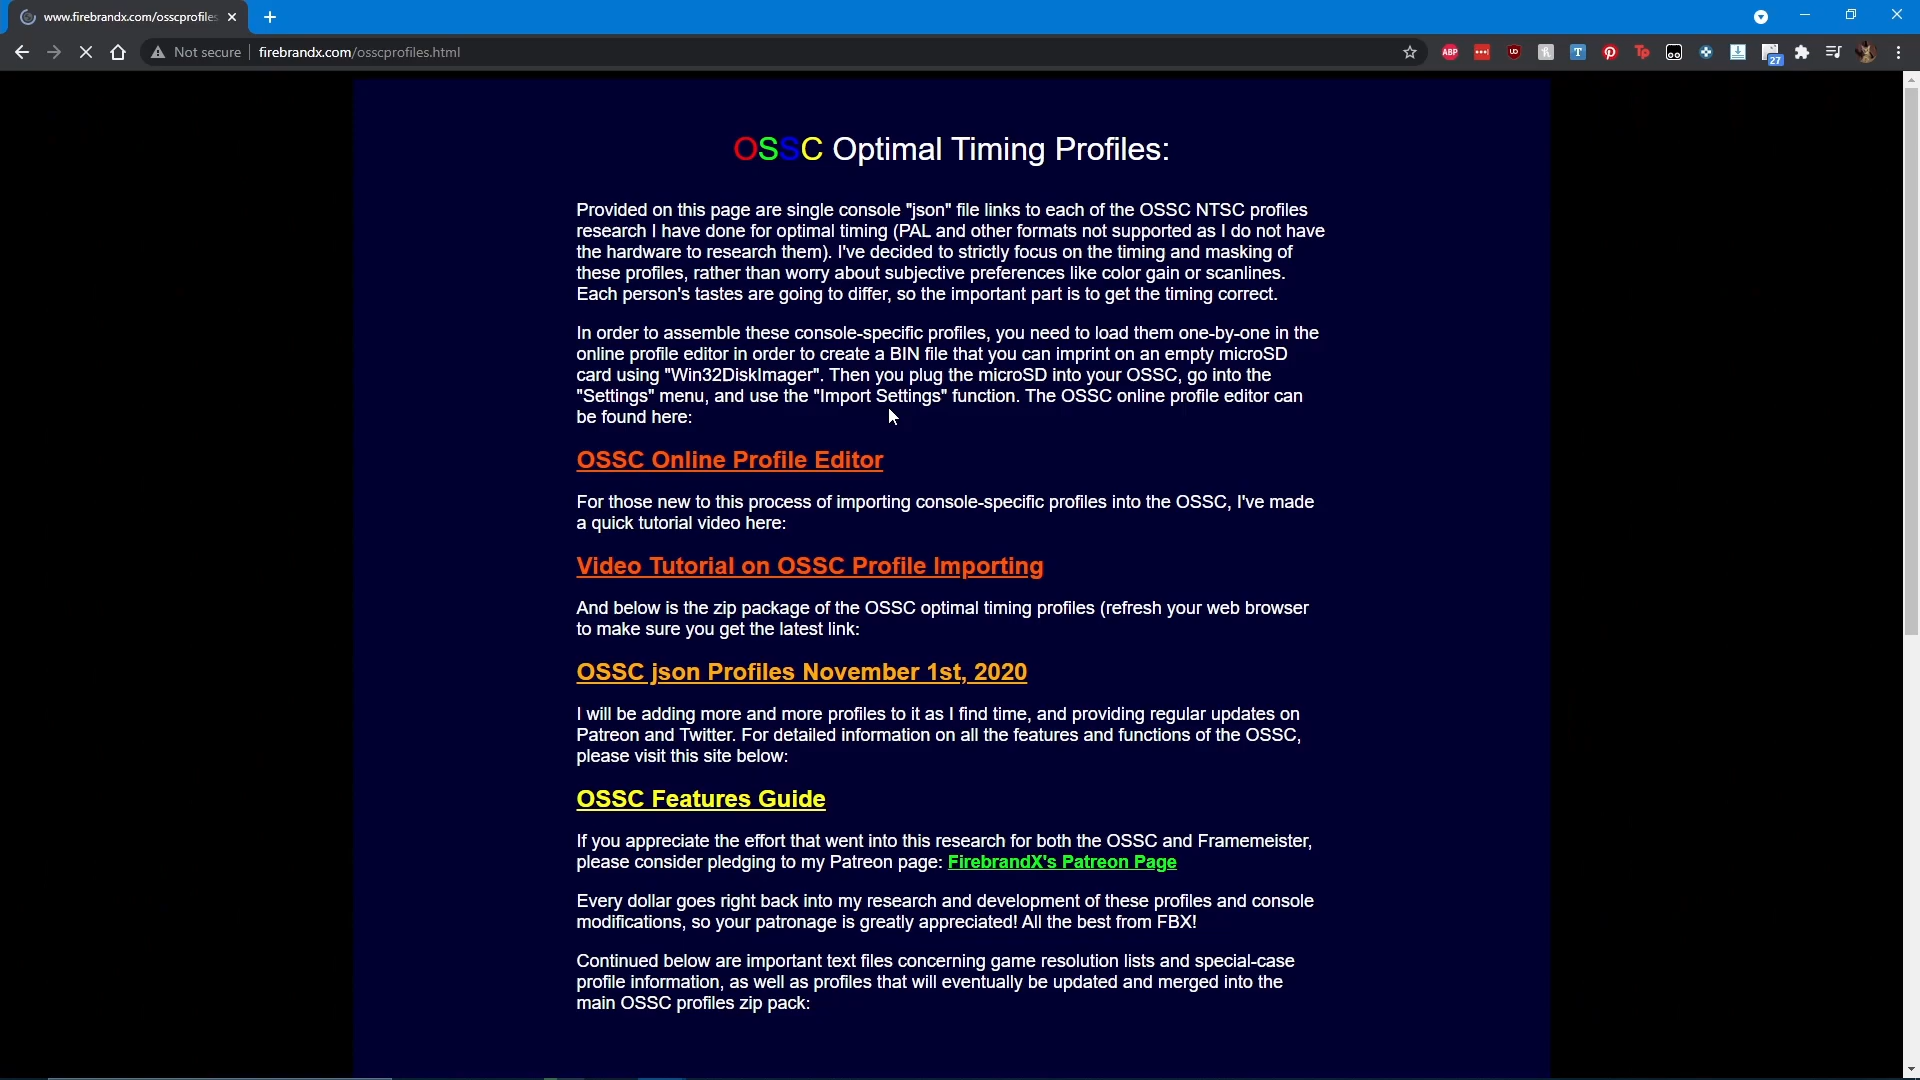 www.firebrandx.com/osscprofiles
Not secure
firebrandx.com/osscprofiles.html
ABP
T
Tp
27
OSSC Optimal Timing Profiles:
Provided on this page are single console "json" file links to each of the OSSC NTSC profiles
research I have done for optimal timing (PAL and other formats not supported as I do not have
the hardware to research them). I've decided to strictly focus on the timing and masking of
these profiles, rather than worry about subjective preferences like color gain or scanlines.
Each person's tastes are going to differ, so the important part is to get the timing correct.
In order to assemble these console-specific profiles, you need to load them one-by-one in the
online profile editor in order to create a BIN file that you can imprint on an empty microSD
card using "Win32DiskImager". Then you plug the microSD into your OSSC, go into the
"Settings" menu, and use the "Import Settings" function. The OSSC online profile editor can
be found here:
OSSC Online Profile Editor
For those new to this process of importing console-specific profiles into the OSSC, I've made
a quick tutorial video here:
Video Tutorial on OSSC Profile Importing
And below is the zip package of the OSSC optimal timing profiles (refresh your web browser
to make sure you get the latest link:
OSSC json Profiles November 1st, 2020
I will be adding more and more profiles to it as I find time, and providing regular updates on
Patreon and Twitter. For detailed information on all the features and functions of the OSSC,
please visit this site below:
OSSC Features Guide
If you appreciate the effort that went into this research for both the OSSC and Framemeister,
please consider pledging to my Patreon page: FirebrandX's Patreon Page
Every dollar goes right back into my research and development of these profiles and console
modifications, so your patronage is greatly appreciated! All the best from FBX!
Continued below are important text files concerning game resolution lists and special-case
profile information, as well as profiles that will eventually be updated and merged into the
main OSSC profiles zip pack: